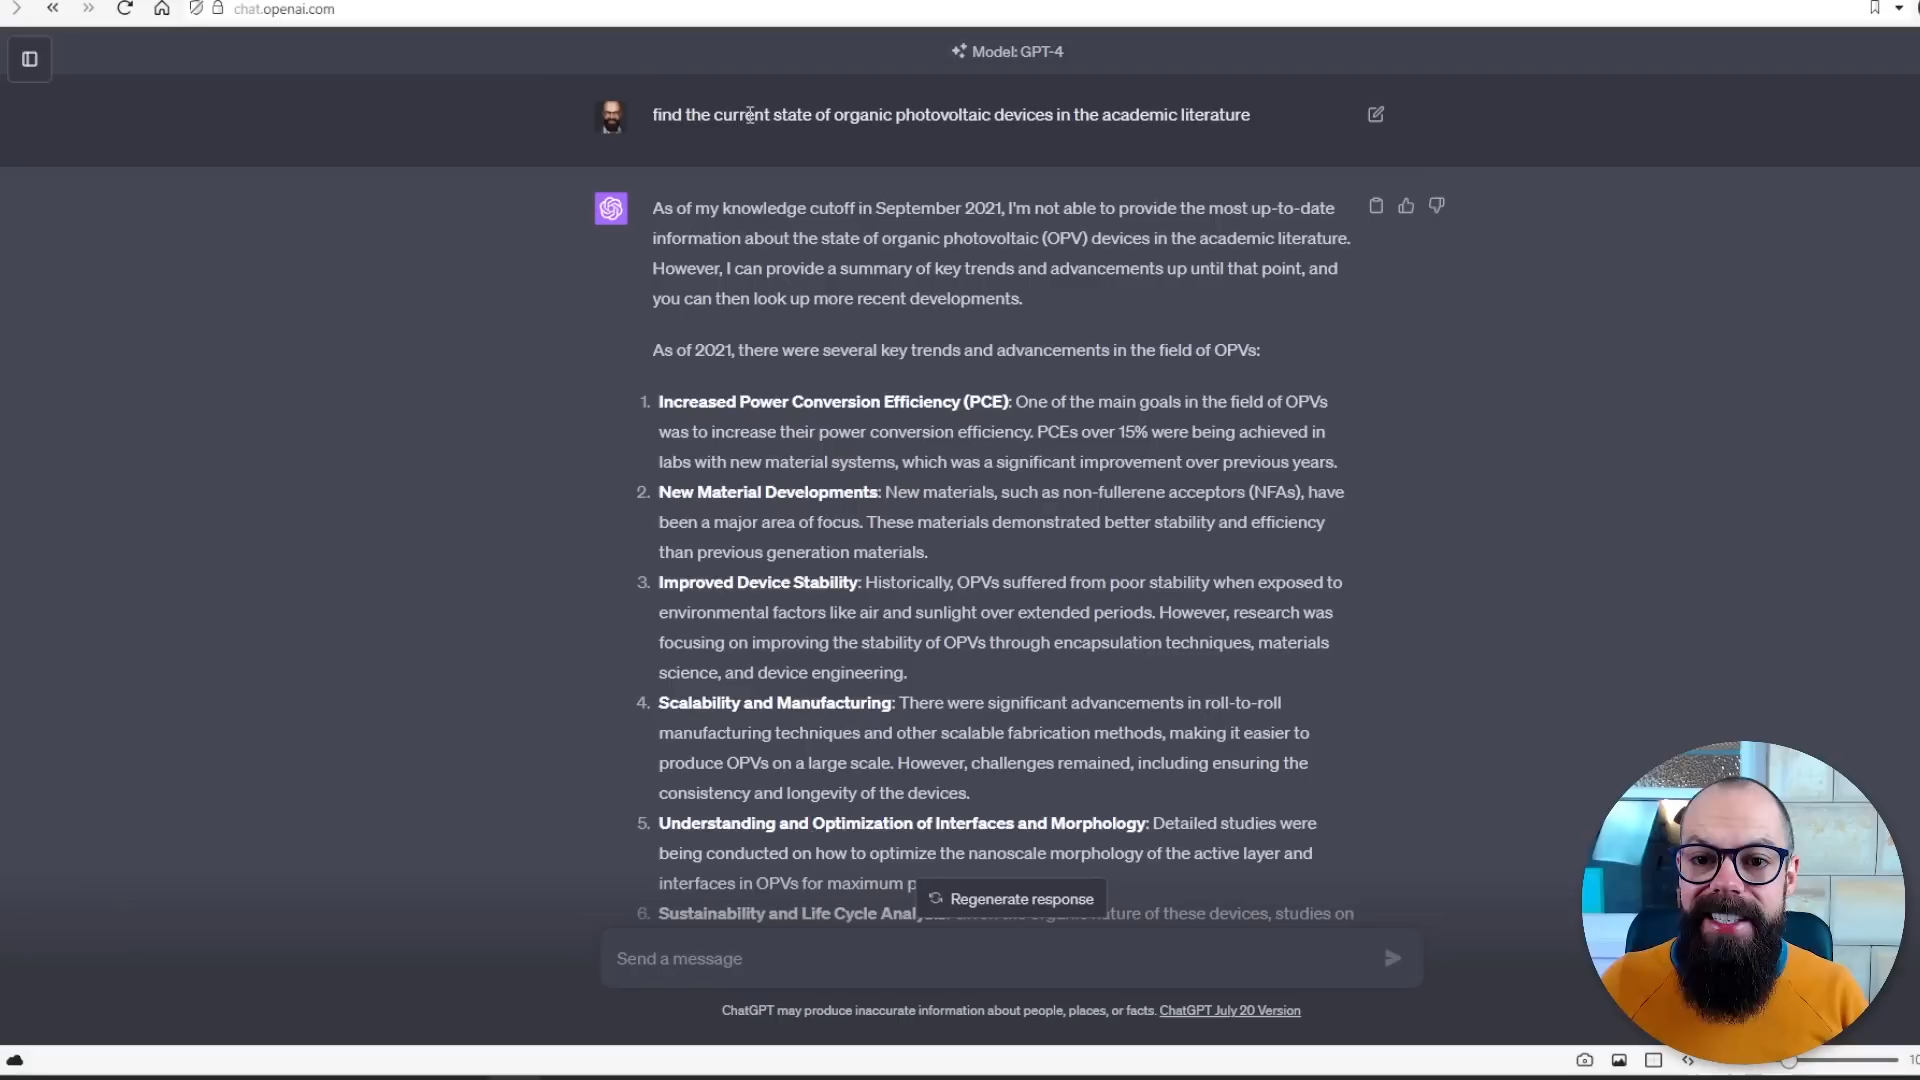 chat.openai.com
Model: GPT-4
find the current state of organic photovoltaic devices in the academic literature
As of my knowledge cutoff in September 2021, I'm not able to provide the most up-to-date
information about the state of organic photovoltaic (OPV) devices in the academic literature.
However, I can provide a summary of key trends and advancements up until that point, and
you can then look up more recent developments.
As of 2021, there were several key trends and advancements in the field of OPVs:
1. Increased Power Conversion Efficiency (PCE): One of the main goals in the field of OPVs
was to increase their power conversion efficiency. PCEs over 15% were being achieved in
labs with new material systems, which was a significant improvement over previous years.
2. New Material Developments: New materials, such as non-fullerene acceptors (NFAs), have
been a major area of focus. These materials demonstrated better stability and efficiency
than previous generation materials.
3. Improved Device Stability: Historically, OPVs suffered from poor stability when exposed to
environmental factors like air and sunlight over extended periods. However, research was
focusing on improving the stability of OPVs through encapsulation techniques, materials
science, and device engineering.
4. Scalability and Manufacturing: There were significant advancements in roll-to-roll
manufacturing techniques and other scalable fabrication methods, making it easier to
produce OPVs on a large scale. However, challenges remained, including ensuring the
consistency and longevity of the devices.
5. Understanding and Optimization of Interfaces and Morphology: Detailed studies were
being conducted on how to optimize the nanoscale morphology of the active layer and
interfaces in OPVs for maximum
Regenerate response
6. Sustainability and Life Cycle nature of these devices, studies on
Send a message
ChatGPT may produce inaccurate information about people, places, or facts. ChatGPT July 20 Version